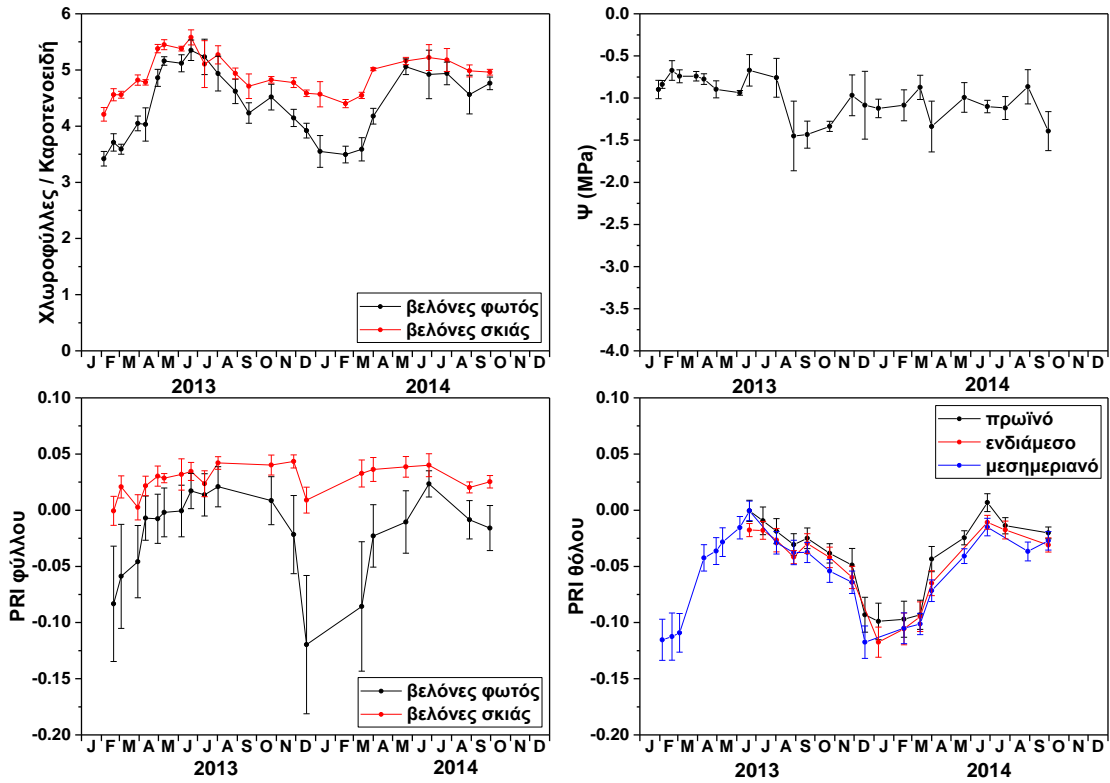 6
5
4
3
2
1
0
Χλωροφύλλες / Καροτενοειδή
βελόνες φωτός
βελόνες σκιάς
J F M A M J J A S O N D J F M A M J J A S O N D
2013 2014
0.0
-0.5
-1.0
-1.5
-2.0
-2.5
-3.0
-3.5
-4.0
Ψ (MPa)
J F M A M J J A S O N D J F M A M J J A S O N D
2013 2014
0.10
0.05
0.00
-0.05
-0.10
-0.15
-0.20
PRI φύλλου
βελόνες φωτός
βελόνες σκιάς
J F M A M J J A S O N D J F M A M J J A S O N D
2013 2014
0.10
0.05
0.00
-0.05
-0.10
-0.15
-0.20
PRI θόλου
πρωϊνό
ενδιάμεσο
μεσημεριανό
J F M A M J J A S O N D J F M A M J J A S O N D
2013 2014